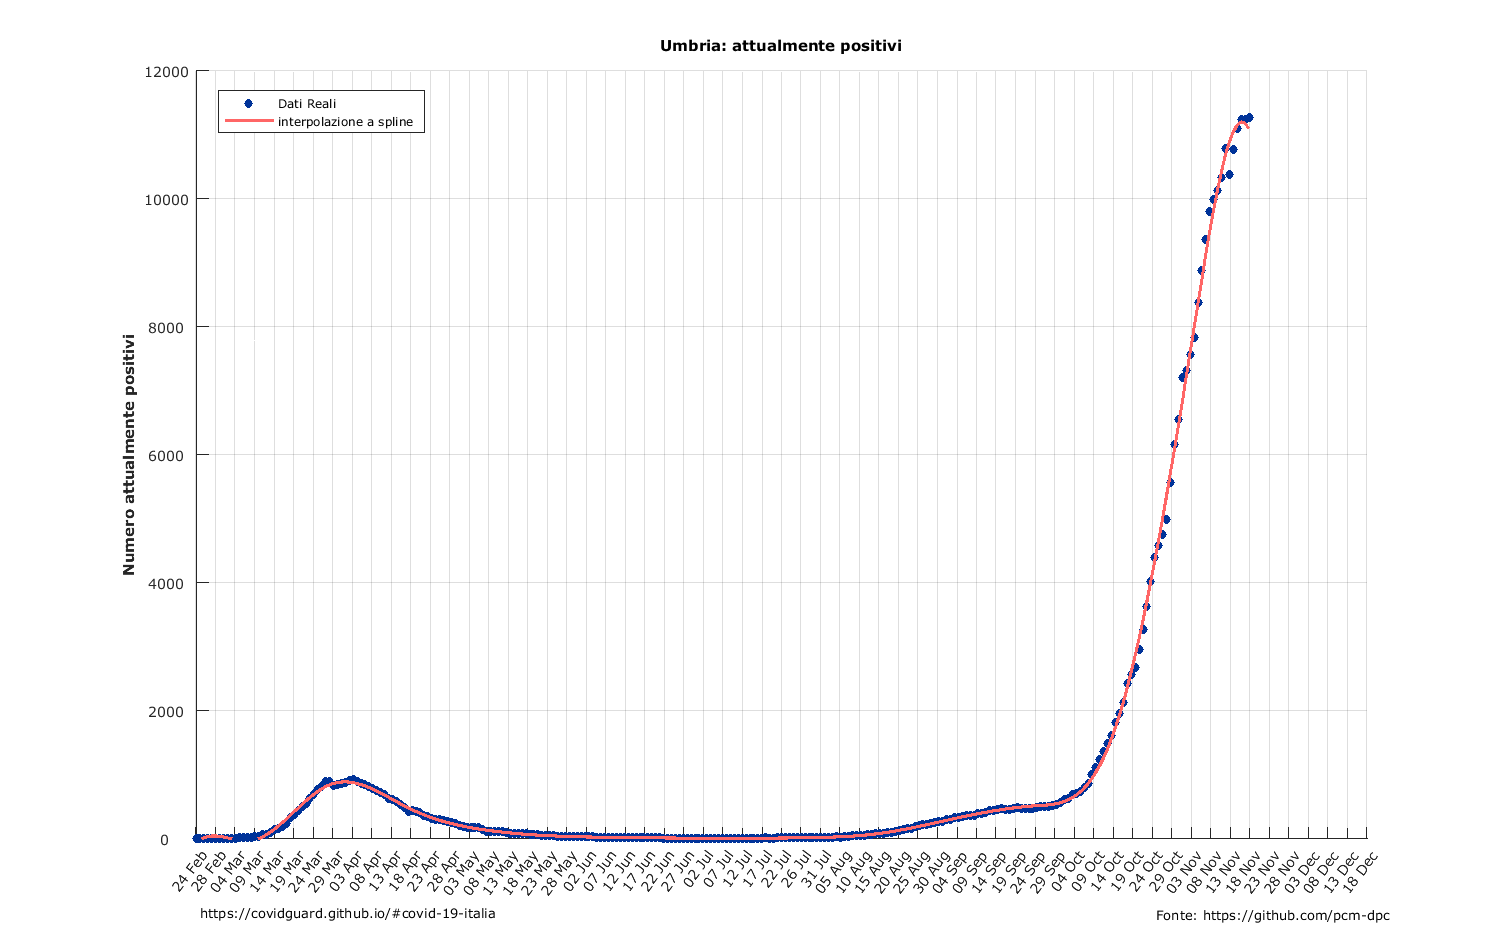 Umbria: attualmente positivi
12000
10000
8000
6000
4000
2000
0
Numero attualmente positivi
Dati Reali
interpolazione a spline
24 Feb
28 Feb
04 Mar
09 Mar
14 Mar
19 Mar
24 Mar
29 Mar
03 Apr
08 Apr
13 Apr
18 Apr
23 Apr
28 Apr
03 May
08 May
13 May
18 May
23 May
28 May
02 Jun
07 Jun
12 Jun
17 Jun
22 Jun
27 Jun
02 Jul
07 Jul
12 Jul
17 Jul
22 Jul
26 Jul
31 Jul
05 Aug
10 Aug
15 Aug
20 Aug
25 Aug
30 Aug
04 Sep
09 Sep
14 Sep
19 Sep
24 Sep
29 Sep
04 Oct
09 Oct
14 Oct
19 Oct
24 Oct
29 Oct
03 Nov
08 Nov
13 Nov
18 Nov
23 Nov
28 Nov
03 Dec
08 Dec
13 Dec
18 Dec
https://covidguard.github.io/#covid-19-italia
Fonte: https://github.com/pcm-dpc